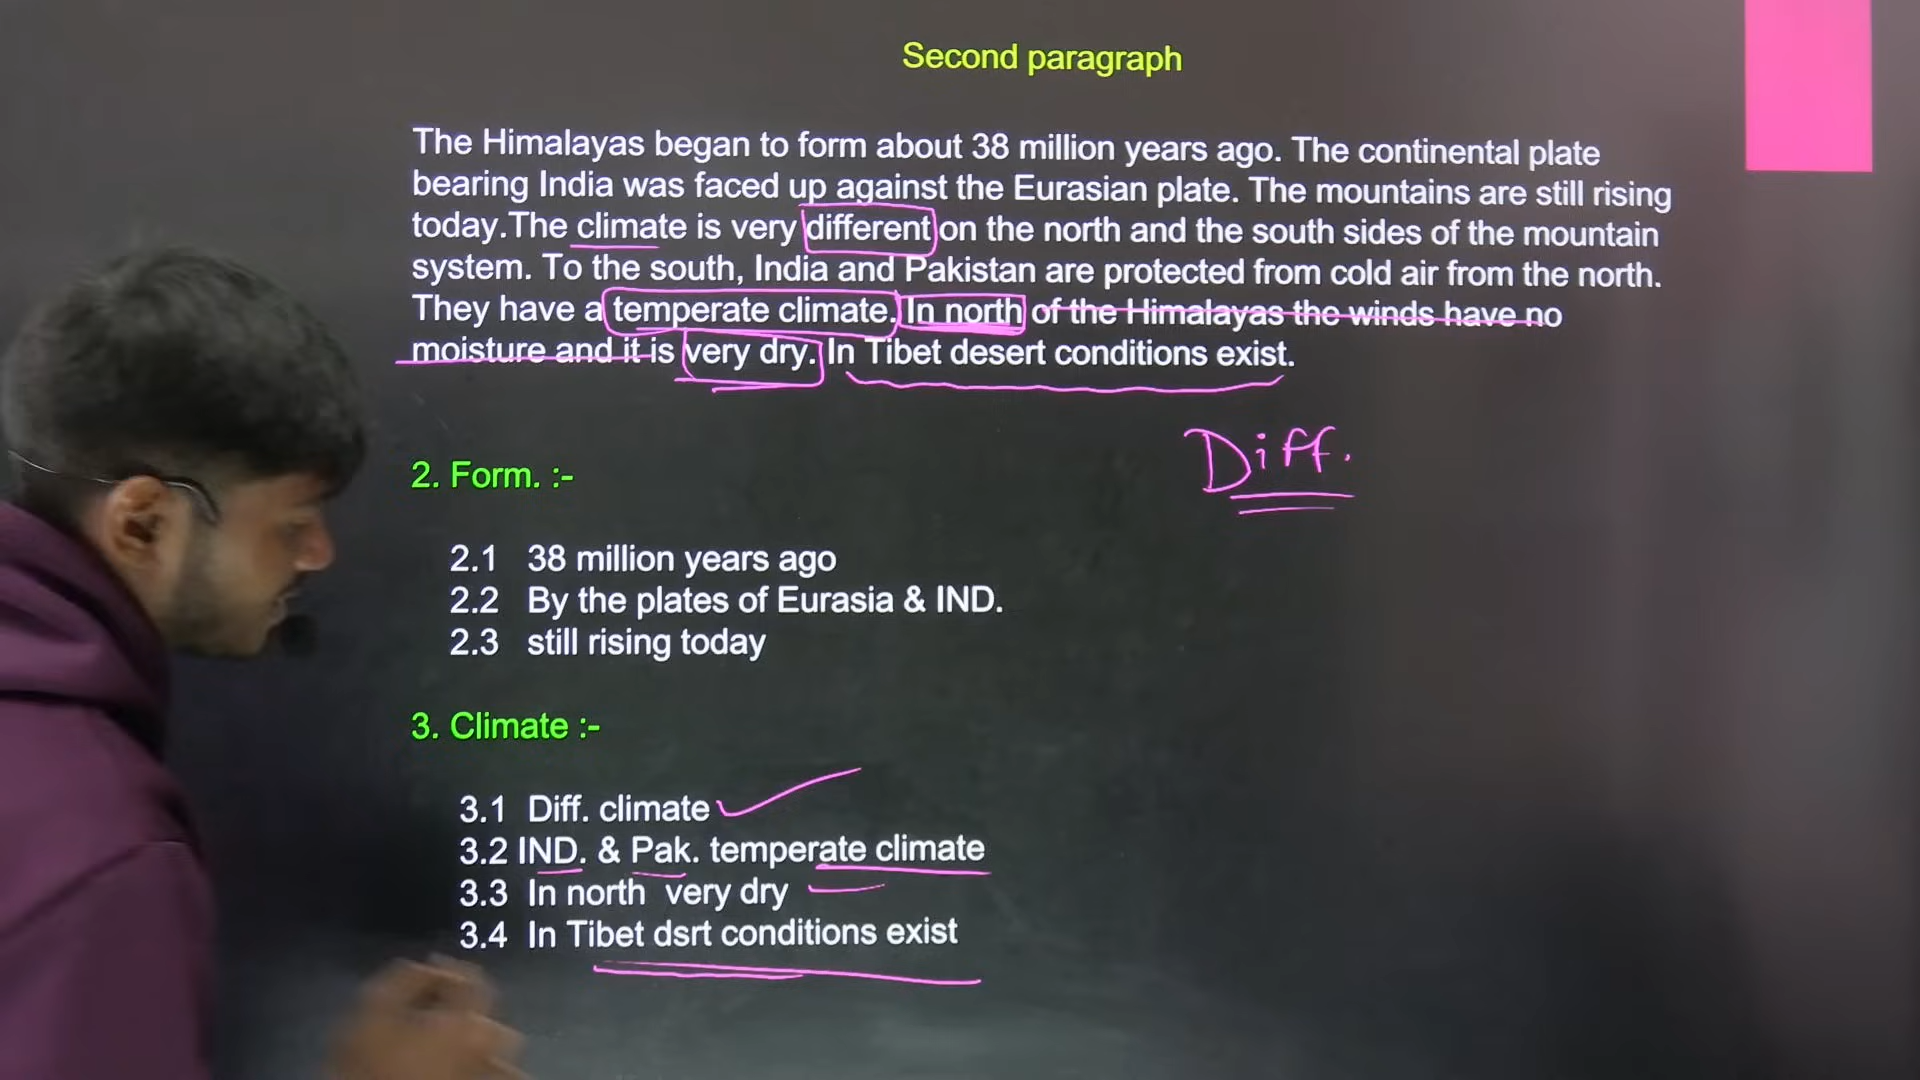 Second paragraph
The Himalayas began to form about 38 million years ago. The continental plate
bearing India was faced up against the Eurasian plate. The mountains are still rising
today.The climate is very different on the north and the south sides of the mountain
system. To the south, India and Pakistan are protected from cold air from the north.
They have a temperate climate. In north of the Himalayas the winds have no
moisture and it is very dry. In Tibet desert conditions exist.
Diff.
2. Form. :-
2.1 38 million years ago
2.2 By the plates of Eurasia & IND.
2.3 still rising today
3. Climate :-
3.1 Diff. climate
3.2 IND. & Pak. temperate climate
3.3 In north very dry
3.4 In Tibet dsrt conditions exist